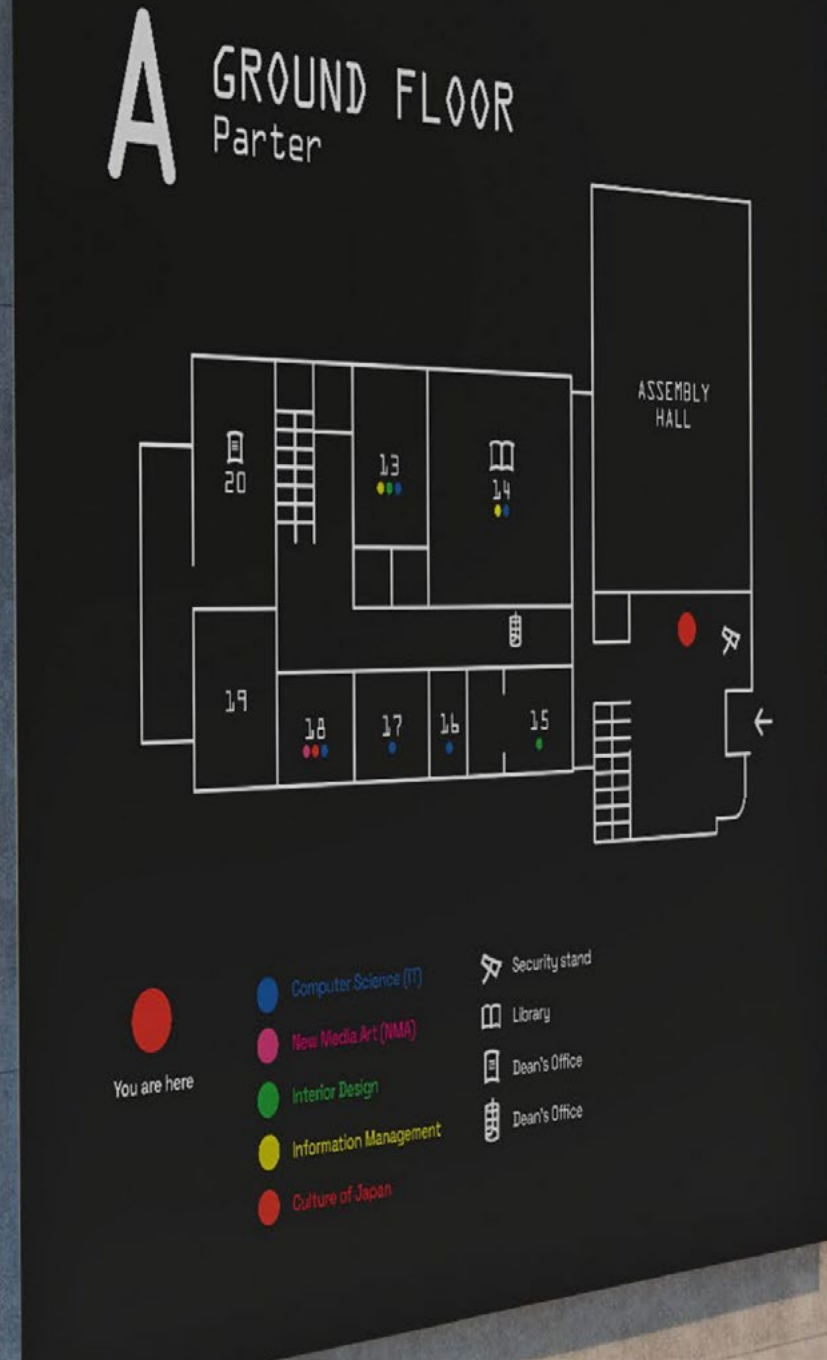 A
GROUND FLOOR
Parter
ASSEMBLY
HALL
13
20
14
19
18
17
16
15
You are here
Computer Science (IT)
New Media Art (NMA)
Interior Design
Information Management
Culture of Japan
Security stand
Library
Dean's Office
Dean's Office